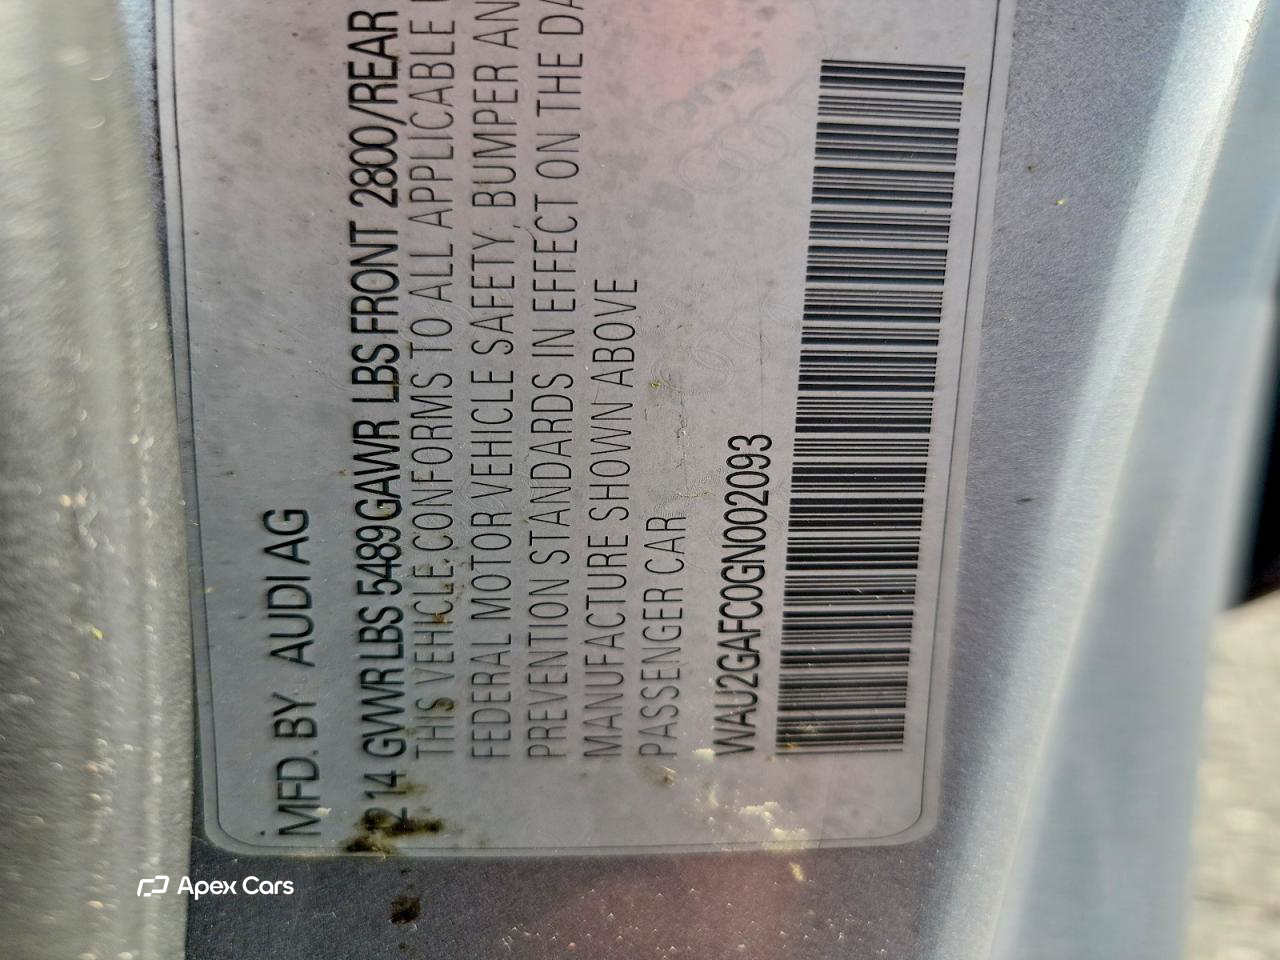 MFD. BY AUDI AG
12 14 GVWR LBS 5489 GAWR LBS FRONT 2800/REAR
THIS VEHICLE CONFORMS TO ALL APPLICABLE
FEDERAL MOTOR VEHICLE SAFETY, BUMPER AN
PREVENTION STANDARDS IN EFFECT ON THE DA
MANUFACTURE SHOWN ABOVE
PASSENGER CAR
WAU2GAFC0GN002093
Apex Cars